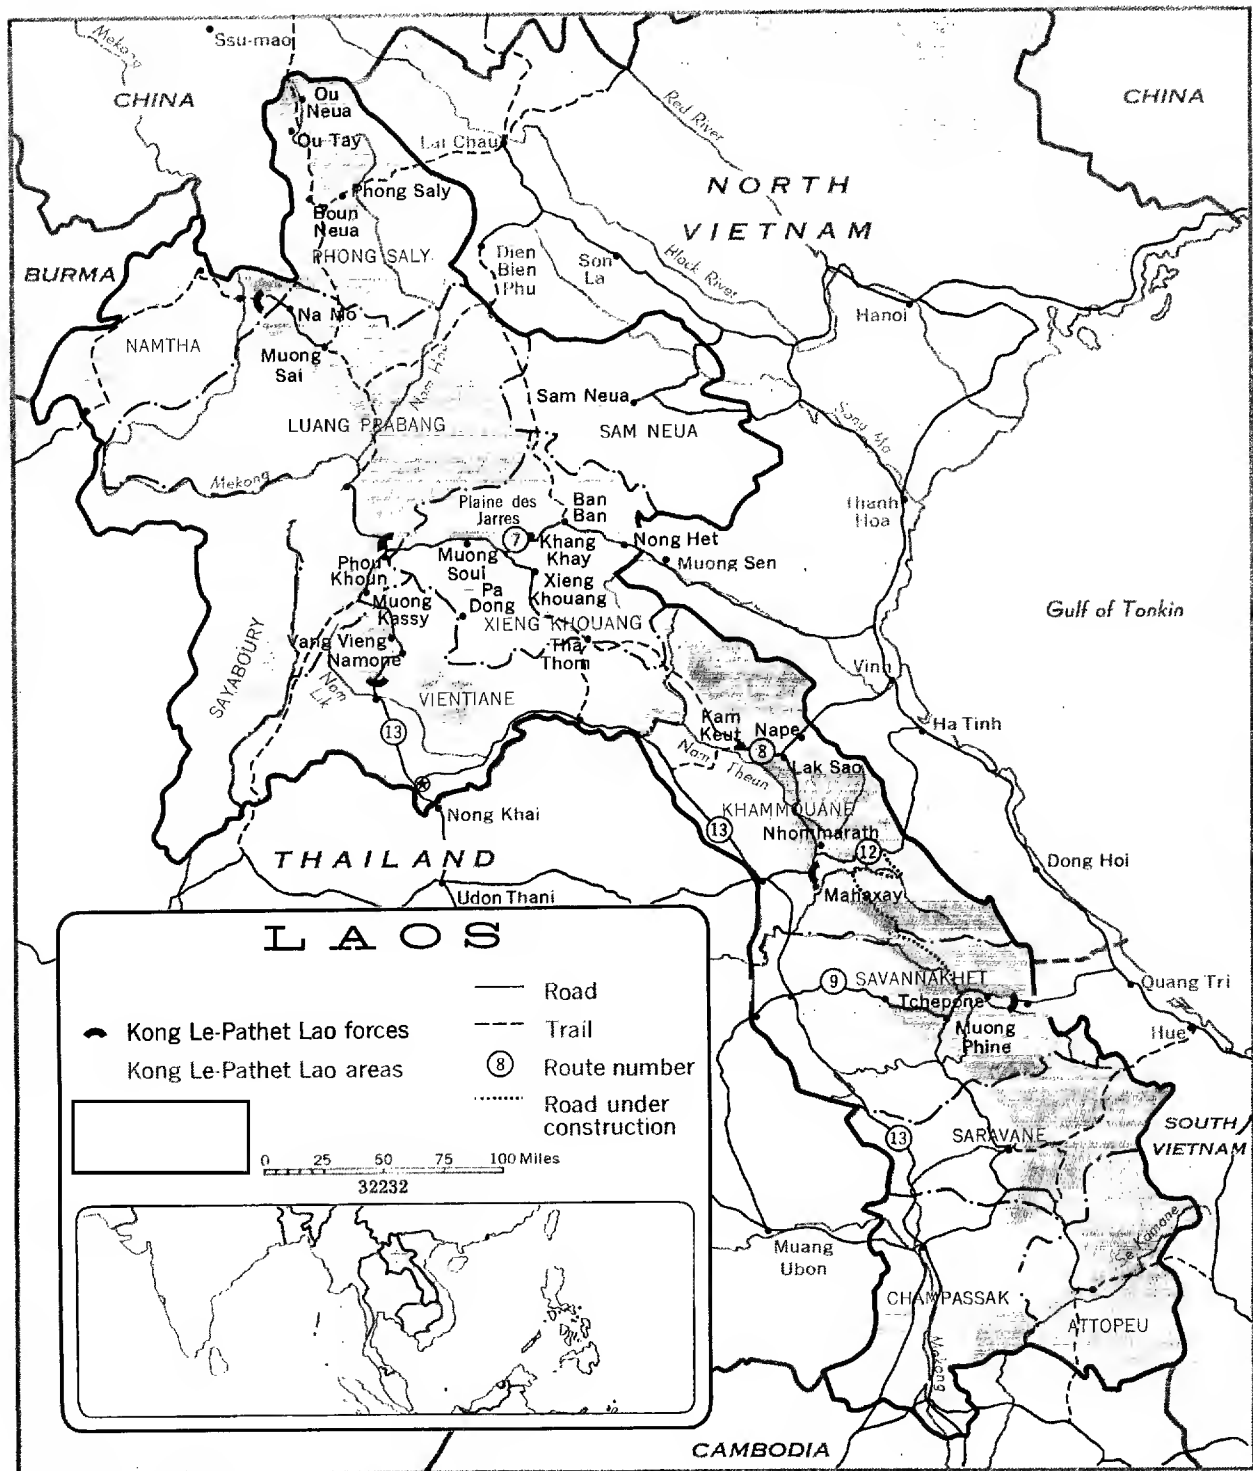 Mekong
Ssu-mao
CHINA
CHINA
Ou
Neua
Ou Tay
Lai Chau
Red River
Phong Saly
NORTH
VIETNAM
Boun
Neua
PHONG SALY
BURMA
Dien
Bien
Phu
Son
La
Black River
Hanoi
Na Mo
NAMTHA
Muong
Sai
Nam Hou
Sam Neua
SAM NEUA
LUANG PRABANG
Song Ma
Mekong
Thanh
Hoa
Plaine des
Jarres
Ban
Ban
7
Khang
Khay
Nong Het
Muong Sen
Phou
Khoun
Muong
Soui
Xieng
Khouang
Pa
Dong
Muong
Kassy
XIENG KHOUANG
Gulf of Tonkin
SAYABOURY
Vang Vieng
Namone
Tha
Thom
Vinh
Nam
Lik
VIENTIANE
13
Kam
Keut
Nape
8
Ha Tinh
Nam Theun
Lak Sao
Nong Khai
KHAMMOUANE
13
Nhommarath
12
THAILAND
Dong Hoi
Udon Thani
Mahaxay
LAOS
Road
Kong Le-Pathet Lao forces
Trail
Kong Le-Pathet Lao areas
8
Route number
Road under
construction
0 25 50 75 100 Miles
32232
9
SAVANNAKHET
Tchepone
Quang Tri
Muong
Phine
Hue
13
SARAVANE
SOUTH
VIETNAM
Se Kamane
Muang
Ubon
CHAMPASSAK
ATTOPEU
Mekong
CAMBODIA